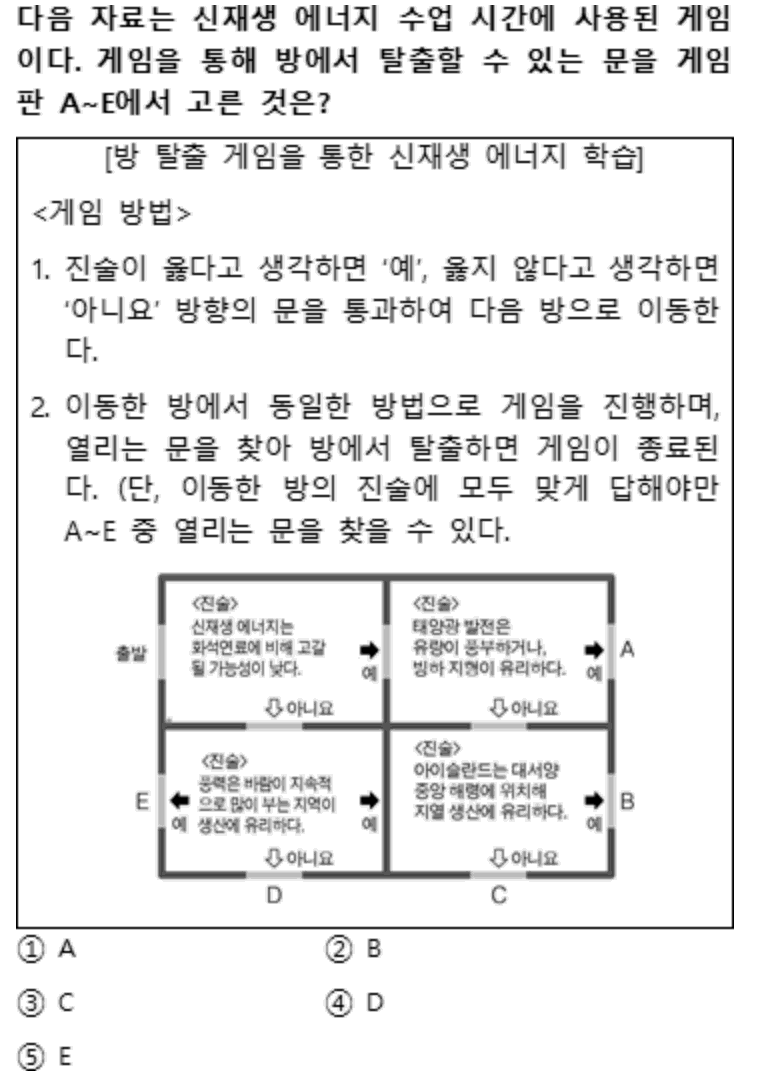 다음 자료는 신재생 에너지 수업 시간에 사용된 게임
이다. 게임을 통해 방에서 탈출할 수 있는 문을 게임
판 A~E에서 고른 것은?
[방 탈출 게임을 통한 신재생 에너지 학습]
<게임 방법>
1. 진술이 옳다고 생각하면 ‘예’, 옳지 않다고 생각하면
‘아니요’ 방향의 문을 통과하여 다음 방으로 이동한
다.
2. 이동한 방에서 동일한 방법으로 게임을 진행하며,
열리는 문을 찾아 방에서 탈출하면 게임이 종료된
다. (단, 이동한 방의 진술에 모두 맞게 답해야만
A~E 중 열리는 문을 찾을 수 있다.
출발
<진술>
신재생 에너지는
화석연료에 비해 고갈
될 가능성이 낮다.
예
아니요
<진술>
태양광 발전은
유량이 풍부하거나,
빙하 지형이 유리하다.
예
아니요
A
E
<진술>
풍력은 바람이 지속적
으로 많이 부는 지역이
생산에 유리하다.
예
예
아니요
D
<진술>
아이슬란드는 대서양
중앙 해령에 위치해
지열 생산에 유리하다.
예
아니요
B
C
① A
② B
③ C
④ D
⑤ E